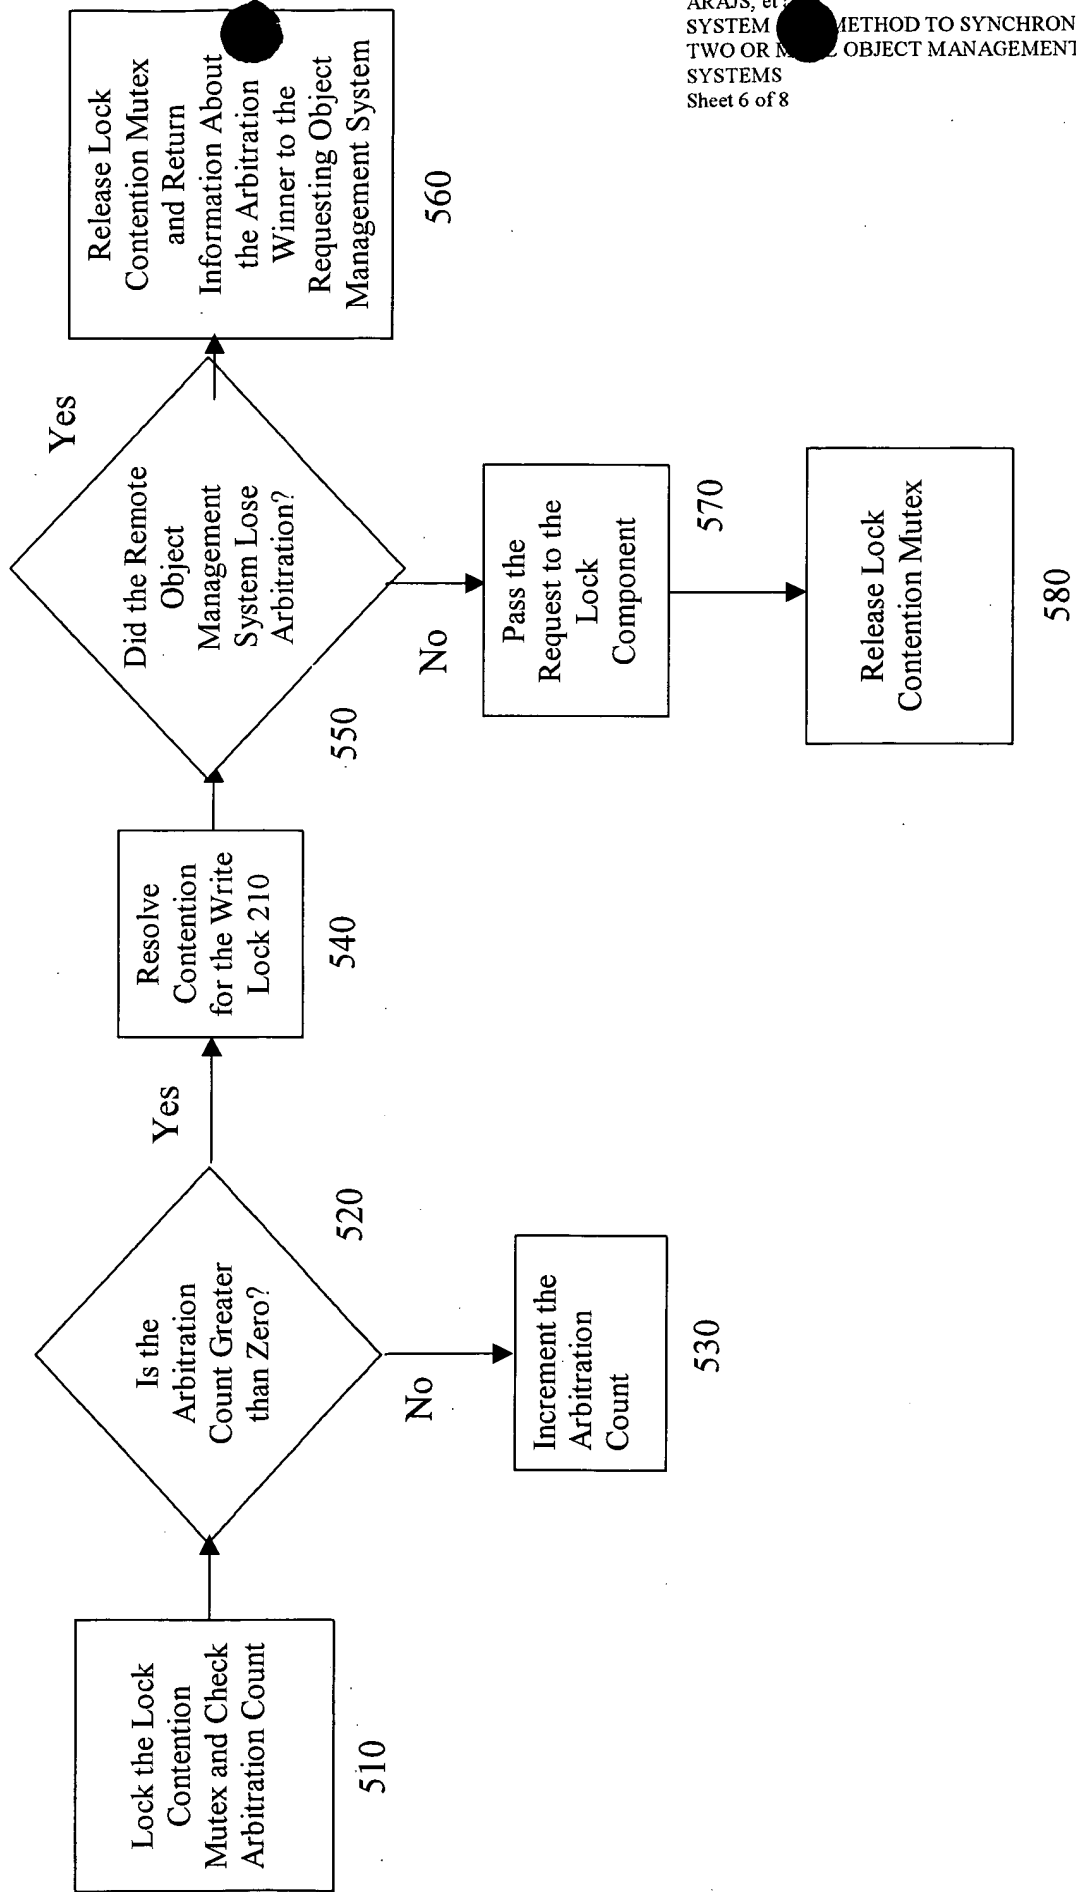 ARAJS, et
SYSTEM METHOD TO SYNCHRON
TWO OR OBJECT MANAGEMENT
SYSTEMS
Sheet 6 of 8
Lock the Lock
Contention
Mutex and Check
Arbitration Count
510
Is the
Arbitration
Count Greater
than Zero?
520
Yes
No
Increment the
Arbitration
Count
530
Resolve
Contention
for the Write
Lock 210
540
Did the Remote
Object
Management
System Lose
Arbitration?
550
Yes
No
Release Lock
Contention Mutex
and Return
Information About
the Arbitration
Winner to the
Requesting Object
Management System
560
Pass the
Request to the
Lock
Component
570
Release Lock
Contention Mutex
580